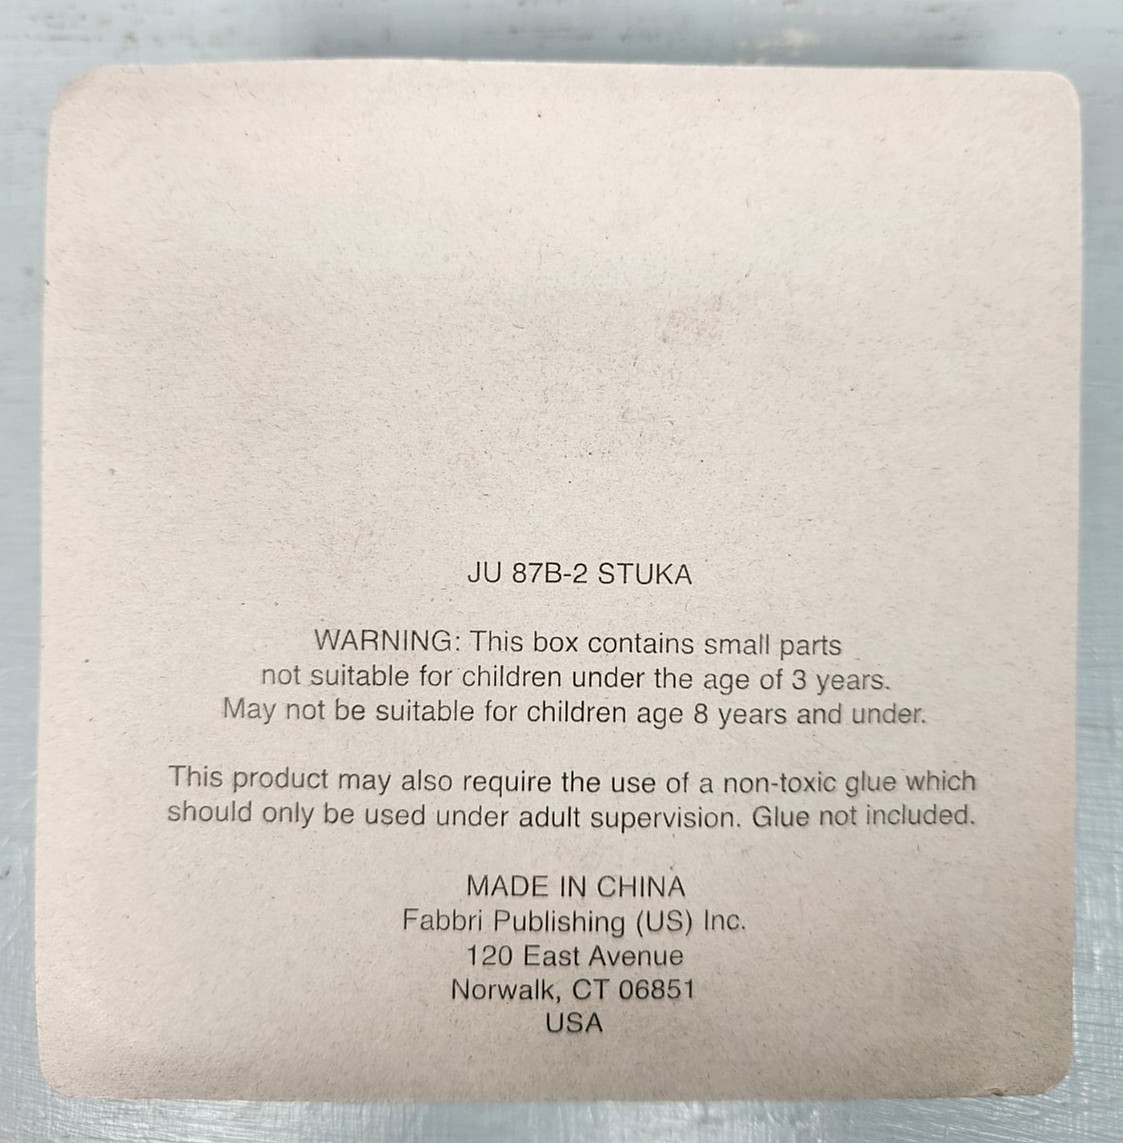 JU 87B-2 STUKA
WARNING: This box contains small parts
not suitable for children under the age of 3 years.
May not be suitable for children age 8 years and under.
This product may also require the use of a non-toxic glue which
should only be used under adult supervision. Glue not included.
MADE IN CHINA
Fabbri Publishing (US) Inc.
120 East Avenue
Norwalk, CT 06851
USA